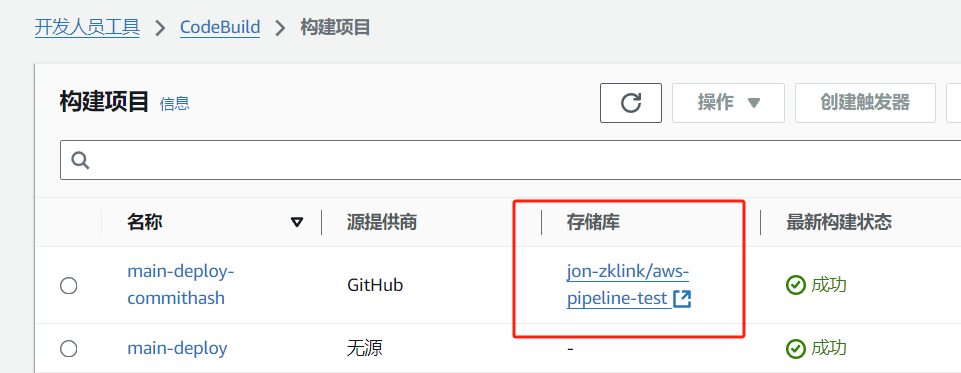 开发人员工具 > CodeBuild > 构建项目
构建项目 信息
操作 创建触发器
名称 源提供商 存储库 最新构建状态
main-deploy- GitHub jon-zklink/aws- 成功
commithash pipeline-test
main-deploy 无源 - 成功